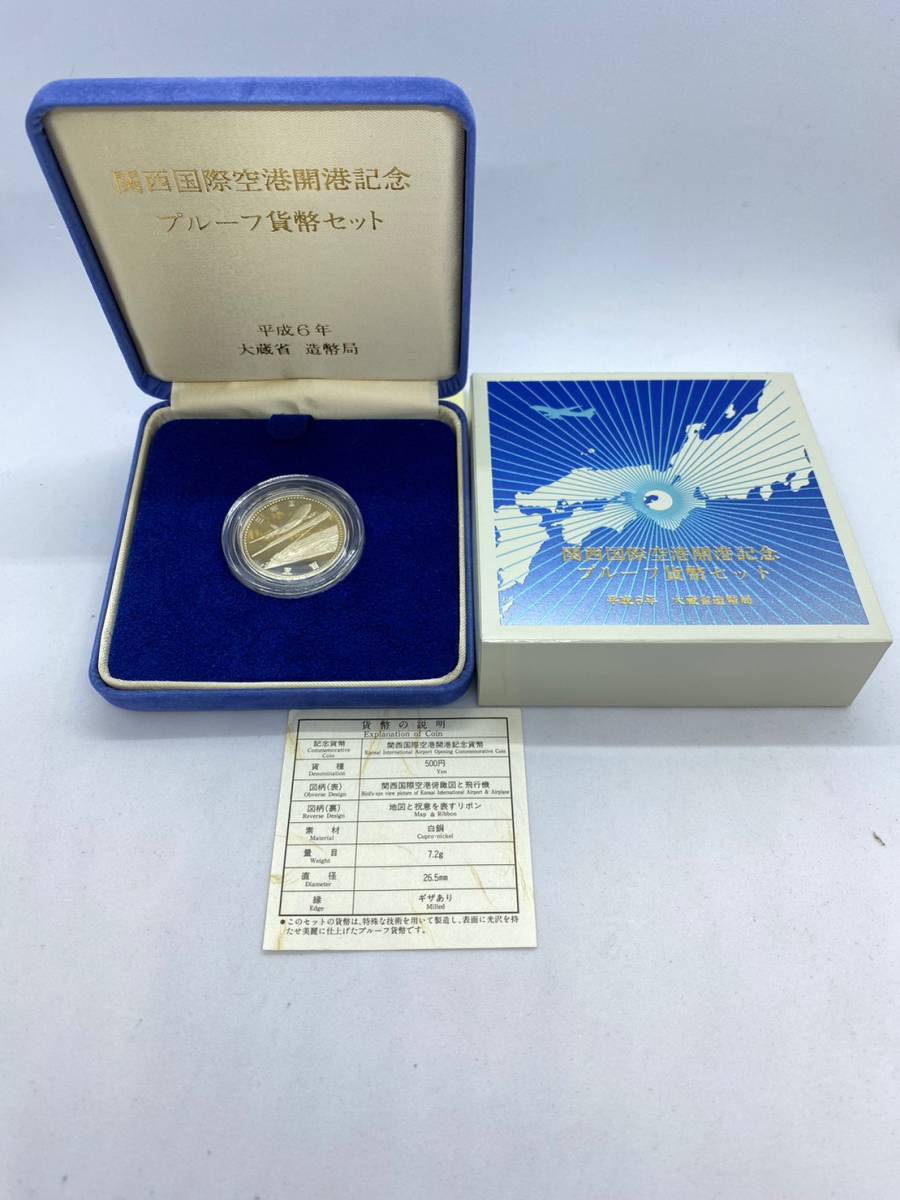 関西国際空港開港記念
プルーフ貨幣セット
平成6年
大蔵省 造幣局
日本国
五百円
関西国際空港開港記念
プルーフ貨幣セット
平成6年 大蔵省造幣局
貨幣の説明
Explanation of Coin
記念貨幣 関西国際空港開港記念貨幣
Commemorative Coin Kansai International Airport Opening Commemorative Coin
貨種 500円
Denomination Yen
図柄(表) 関西国際空港俯瞰図と飛行機
Obverse Design Bird's-eye view picture of Kansai International Airport & Airplane
図柄(裏) 地図と祝意を表すリボン
Reverse Design Map & Ribbon
素材 白銅
Material Cupro-nickel
量目 7.2g
Weight
直径 26.5mm
Diameter
縁 ギザあり
Edge Milled
●このセットの貨幣は、特殊な技術を用いて製造し、表面に光沢を持
たせ美麗に仕上げたプルーフ貨幣です。